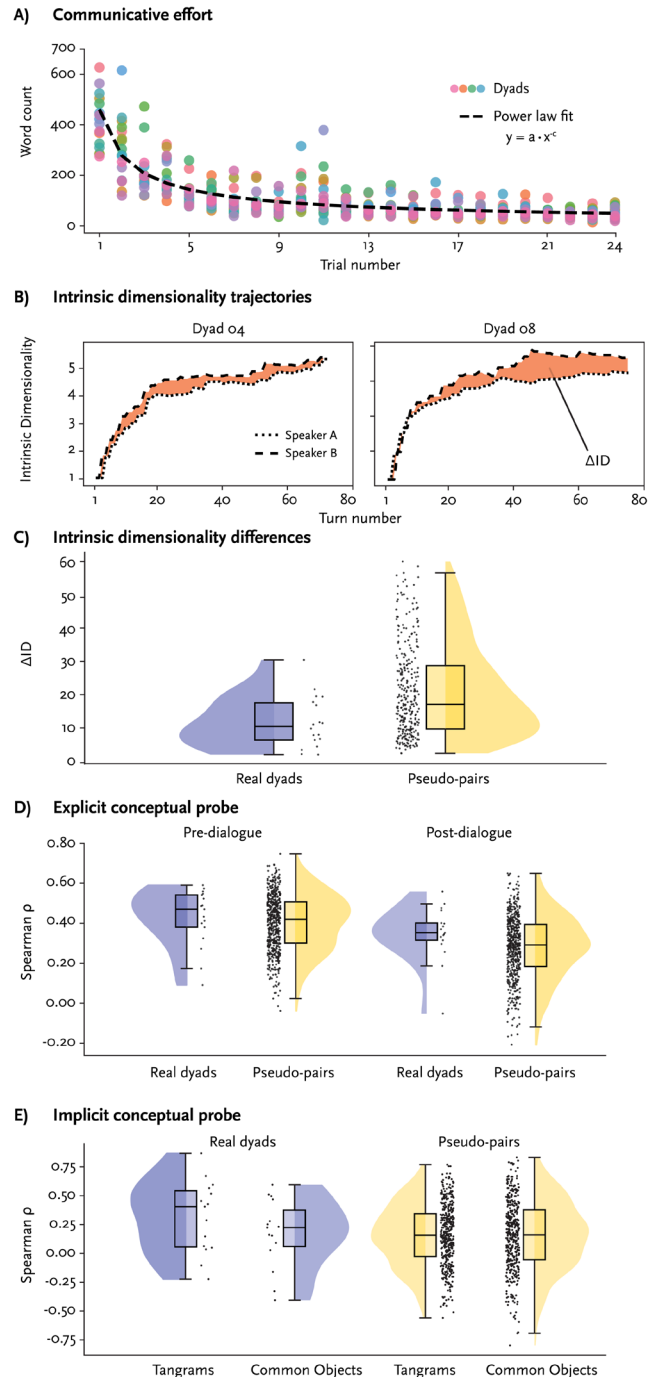 A) Communicative effort
700
600
400
200
0
Word count
Dyads
Power law fit
y = a • x-c
1 5 9 13 17 21 24
Trial number
B) Intrinsic dimensionality trajectories
Dyad 04 Dyad 08
Intrinsic Dimensionality
5
4
3
2
1
Speaker A
Speaker B
ΔID
1 20 40 60 80 1 20 40 60 80
Turn number
C) Intrinsic dimensionality differences
60
50
40
30
20
10
0
ΔID
Real dyads Pseudo-pairs
D) Explicit conceptual probe
Pre-dialogue Post-dialogue
0.80
0.60
0.40
0.20
0.00
-0.20
Spearman ρ
Real dyads Pseudo-pairs Real dyads Pseudo-pairs
E) Implicit conceptual probe
Real dyads Pseudo-pairs
0.75
0.50
0.25
0.00
-0.25
-0.50
-0.75
Spearman ρ
Tangrams Common Objects Tangrams Common Objects